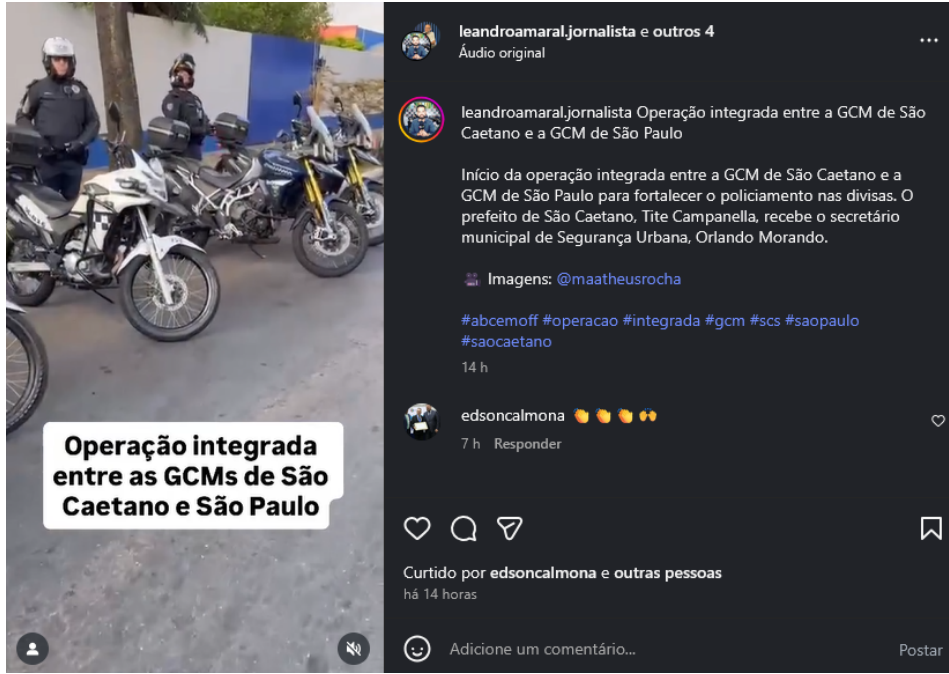 leandroamaral.jornalista e outros 4
Áudio original
leandroamaral.jornalista Operação integrada entre a GCM de São
Caetano e a GCM de São Paulo
Início da operação integrada entre a GCM de São Caetano e a
GCM de São Paulo para fortalecer o policiamento nas divisas. O
prefeito de São Caetano, Tite Campanella, recebe o secretário
municipal de Segurança Urbana, Orlando Morando.
🎥 Imagens: @maatheusrocha
#abcemoff #operacao #integrada #gcm #scs #saopaulo
#saocaetano
14 h
edsoncalmona 👏👏👏🙌
7 h Responder
Operação integrada
entre as GCMs de São
Caetano e São Paulo
Curtido por edsoncalmona e outras pessoas
há 14 horas
Adicione um comentário...
Postar